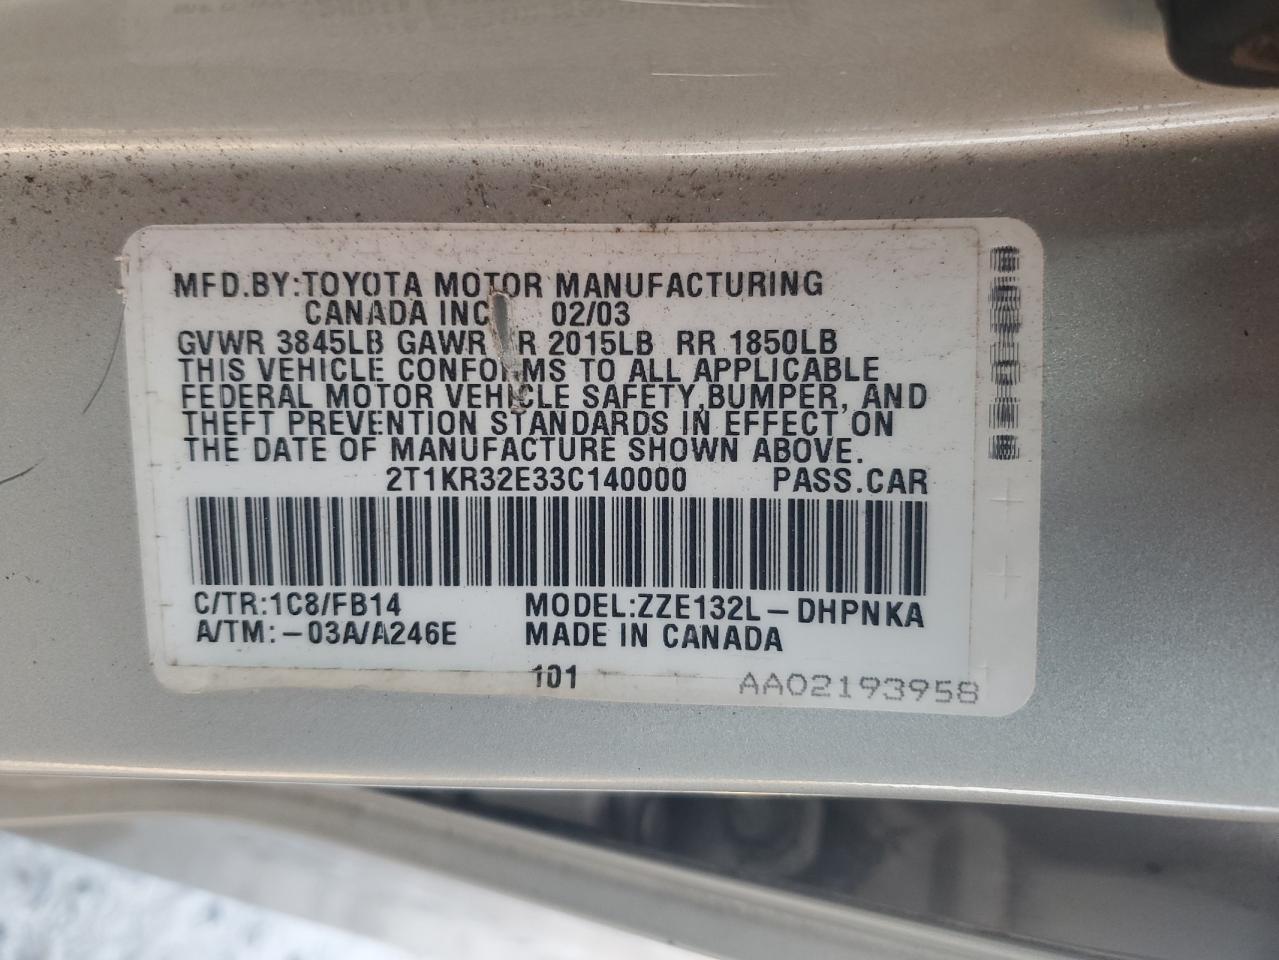 MFD.BY:TOYOTA MOTOR MANUFACTURING
CANADA INC 02/03
GVWR 3845LB GAWR R 2015LB RR 1850LB
THIS VEHICLE CONFORMS TO ALL APPLICABLE
FEDERAL MOTOR VEHICLE SAFETY,BUMPER, AND
THEFT PREVENTION STANDARDS IN EFFECT ON
THE DATE OF MANUFACTURE SHOWN ABOVE.
2T1KR32E33C140000 PASS.CAR
C/TR:1C8/FB14 MODEL:ZZE132L-DHPNKA
A/TM:-03A/A246E MADE IN CANADA
101 AA02193958